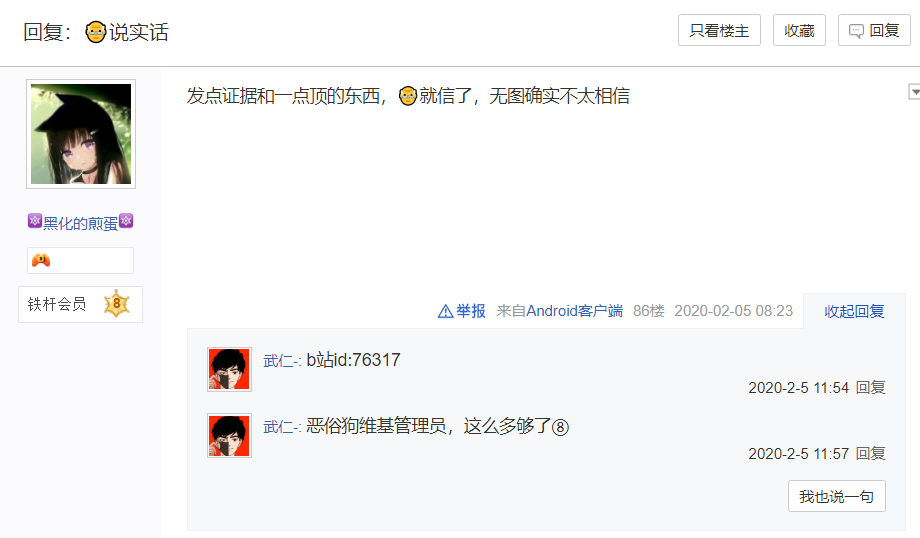 回复：👴说实话
只看楼主
收藏
回复
发点证据和一点顶的东西，👴就信了，无图确实不太相信
黑化的煎蛋
铁杆会员 8
举报 来自Android客户端 86楼 2020-02-05 08:23 收起回复
武仁-: b站id:76317
2020-2-5 11:54 回复
武仁-: 恶俗狗维基管理员，这么多够了⑧
2020-2-5 11:57 回复
我也说一句